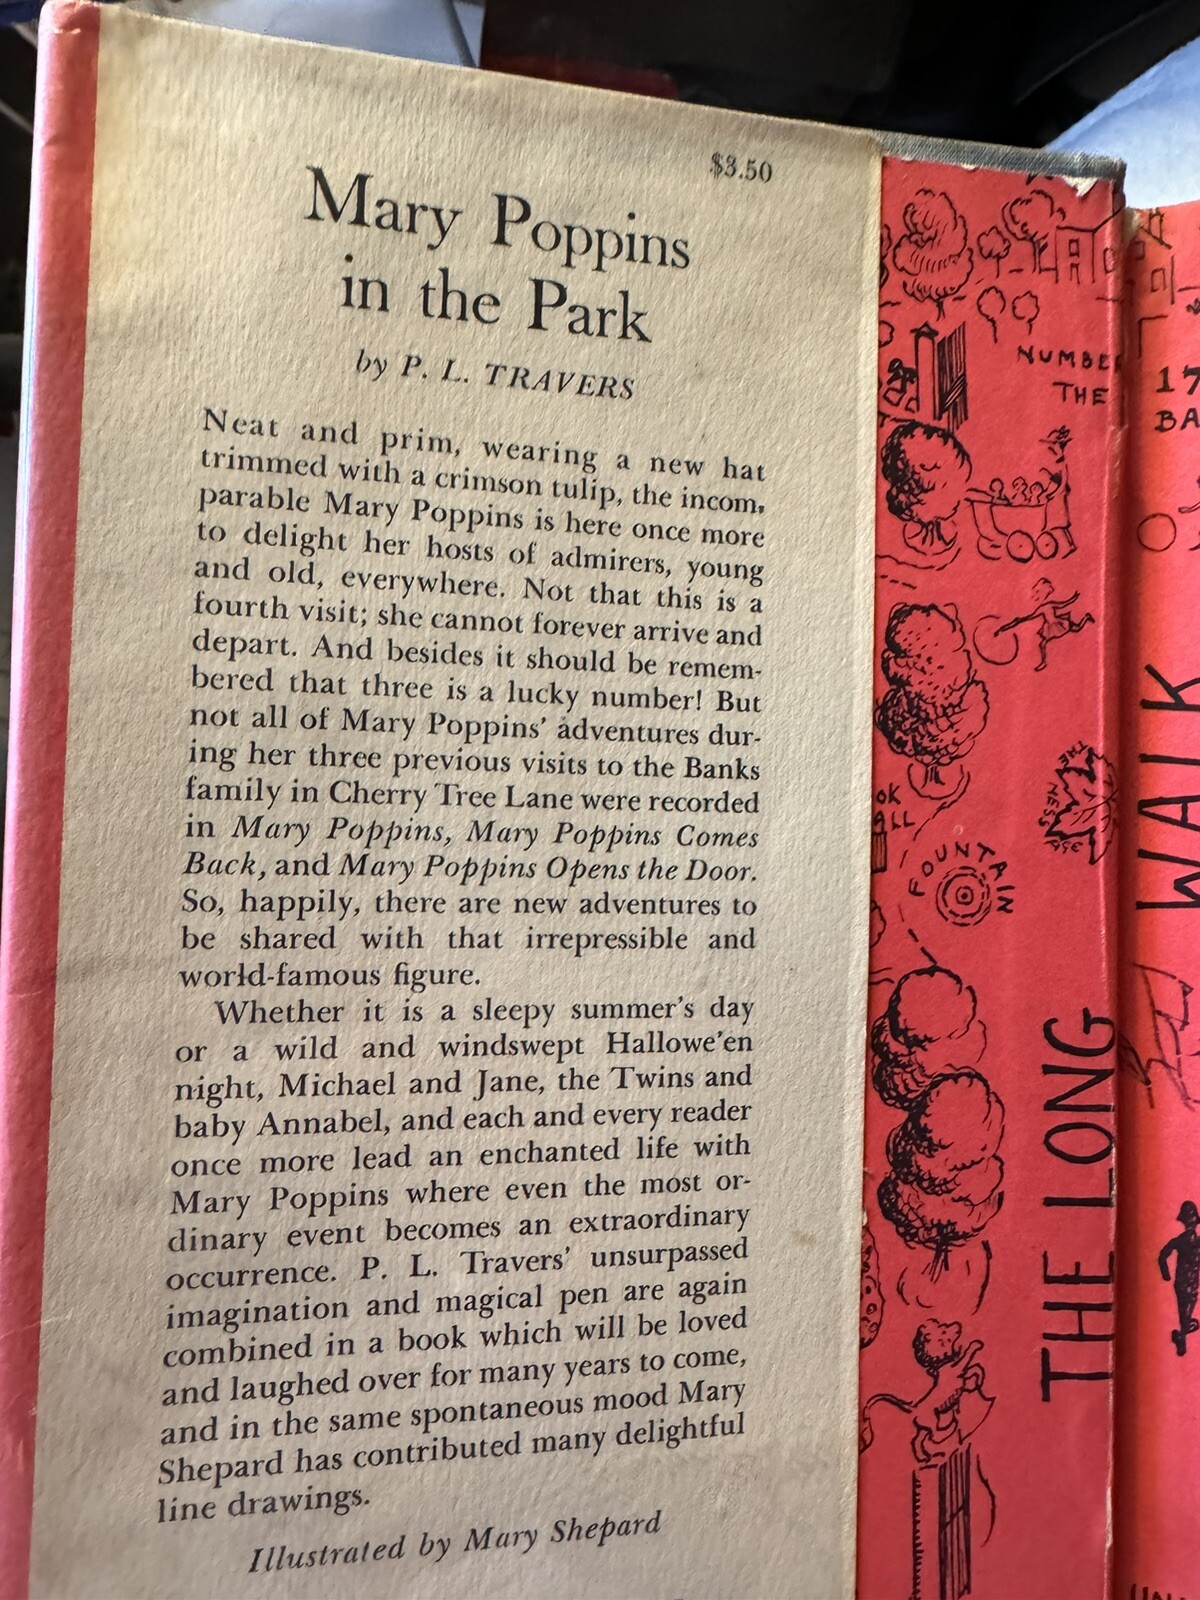 $3.50
Mary Poppins
in the Park
by P. L. TRAVERS
Neat and prim, wearing a new hat
trimmed with a crimson tulip, the incom,
parable Mary Poppins is here once more
to delight her hosts of admirers, young
and old, everywhere. Not that this is a
fourth visit; she cannot forever arrive and
depart. And besides it should be remem-
bered that three is a lucky number! But
not all of Mary Poppins' adventures dur-
ing her three previous visits to the Banks
family in Cherry Tree Lane were recorded
in Mary Poppins, Mary Poppins Comes
Back, and Mary Poppins Opens the Door.
So, happily, there are new adventures to
be shared with that irrepressible and
world-famous figure.
Whether it is a sleepy summer's day
or a wild and windswept Hallowe'en
night, Michael and Jane, the Twins and
baby Annabel, and each and every reader
once more lead an enchanted life with
Mary Poppins where even the most or-
dinary event becomes an extraordinary
occurrence. P. L. Travers' unsurpassed
imagination and magical pen are again
combined in a book which will be loved
and laughed over for many years to come,
and in the same spontaneous mood Mary
Shepard has contributed many delightful
line drawings.
Illustrated by Mary Shepard
NUMBE
THE
17
BA
FOUNTAIN
THE LONG
WALK